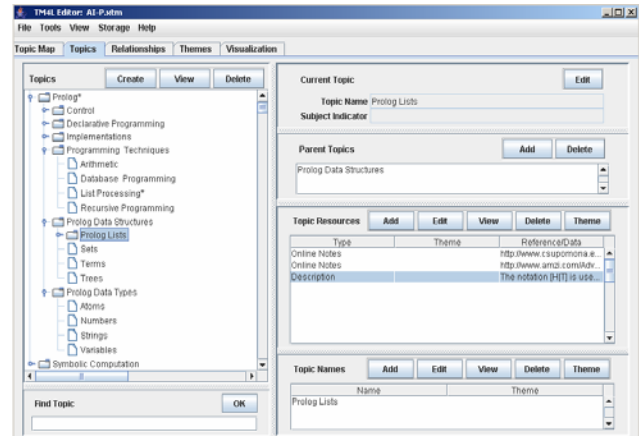 TM4L Editor: AI-P.xtm
File Tools View Storage Help
Topic Map Topics Relationships Themes Visualization
Topics Create View Delete
Prolog*
Control
Declarative Programming
Implementations
Programming Techniques
Arithmetic
Database Programming
List Processing*
Recursive Programming
Prolog Data Structures
Prolog Lists
Sets
Terms
Trees
Prolog Data Types
Atoms
Numbers
Strings
Variables
Symbolic Computation
Find Topic OK
Current Topic Edit
Topic Name Prolog Lists
Subject Indicator
Parent Topics Add Delete
Prolog Data Structures
Topic Resources Add Edit View Delete Theme
Type Theme Reference/Data
Online Notes http://www.csupomona.e...
Online Notes http://www.amzi.com/Adv...
Description The notation [H|T] is use...
Topic Names Add Edit View Delete Theme
Name Theme
Prolog Lists